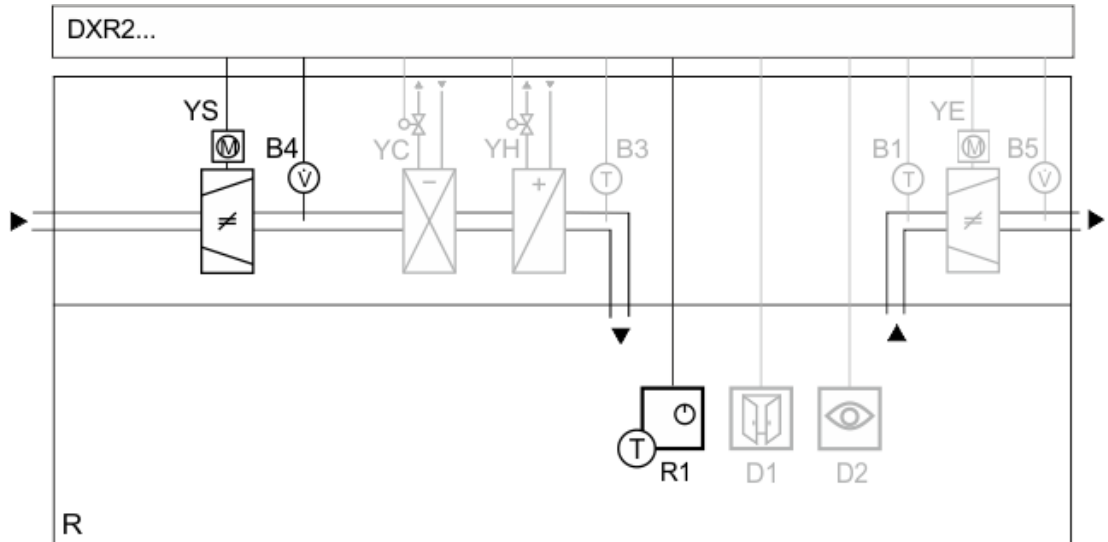 DXR2...
YS
YE
B4
YC
YH
B3
B1
B5
M
M
V̇
T
T
V̇
≠
−
+
≠
T
R1
D1
D2
R